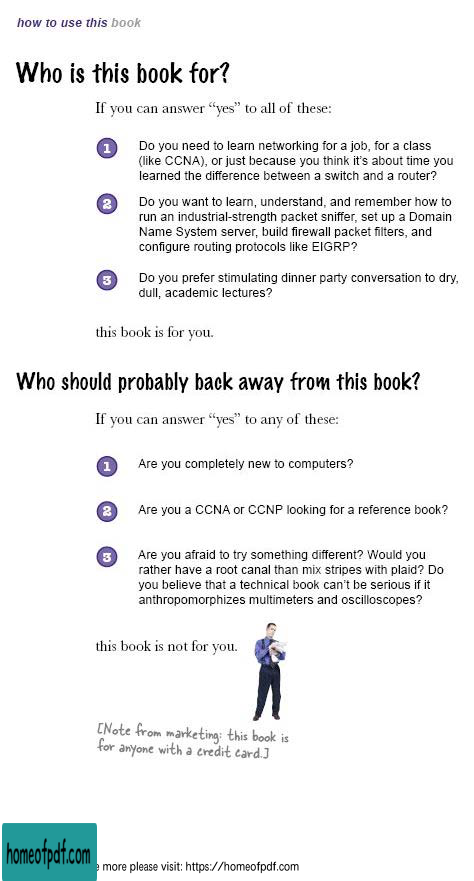 how to use this book
Who is this book for?
If you can answer “yes” to all of these:
1 Do you need to learn networking for a job, for a class
(like CCNA), or just because you think it’s about time you
learned the difference between a switch and a router?
2 Do you want to learn, understand, and remember how to
run an industrial-strength packet sniffer, set up a Domain
Name System server, build firewall packet filters, and
configure routing protocols like EIGRP?
3 Do you prefer stimulating dinner party conversation to dry,
dull, academic lectures?
this book is for you.
Who should probably back away from this book?
If you can answer “yes” to any of these:
1 Are you completely new to computers?
2 Are you a CCNA or CCNP looking for a reference book?
3 Are you afraid to try something different? Would you
rather have a root canal than mix stripes with plaid? Do
you believe that a technical book can’t be serious if it
anthropomorphizes multimeters and oscilloscopes?
this book is not for you.
[Note from marketing: this book is
for anyone with a credit card.]
homeofpdf.com
more please visit: https://homeofpdf.com